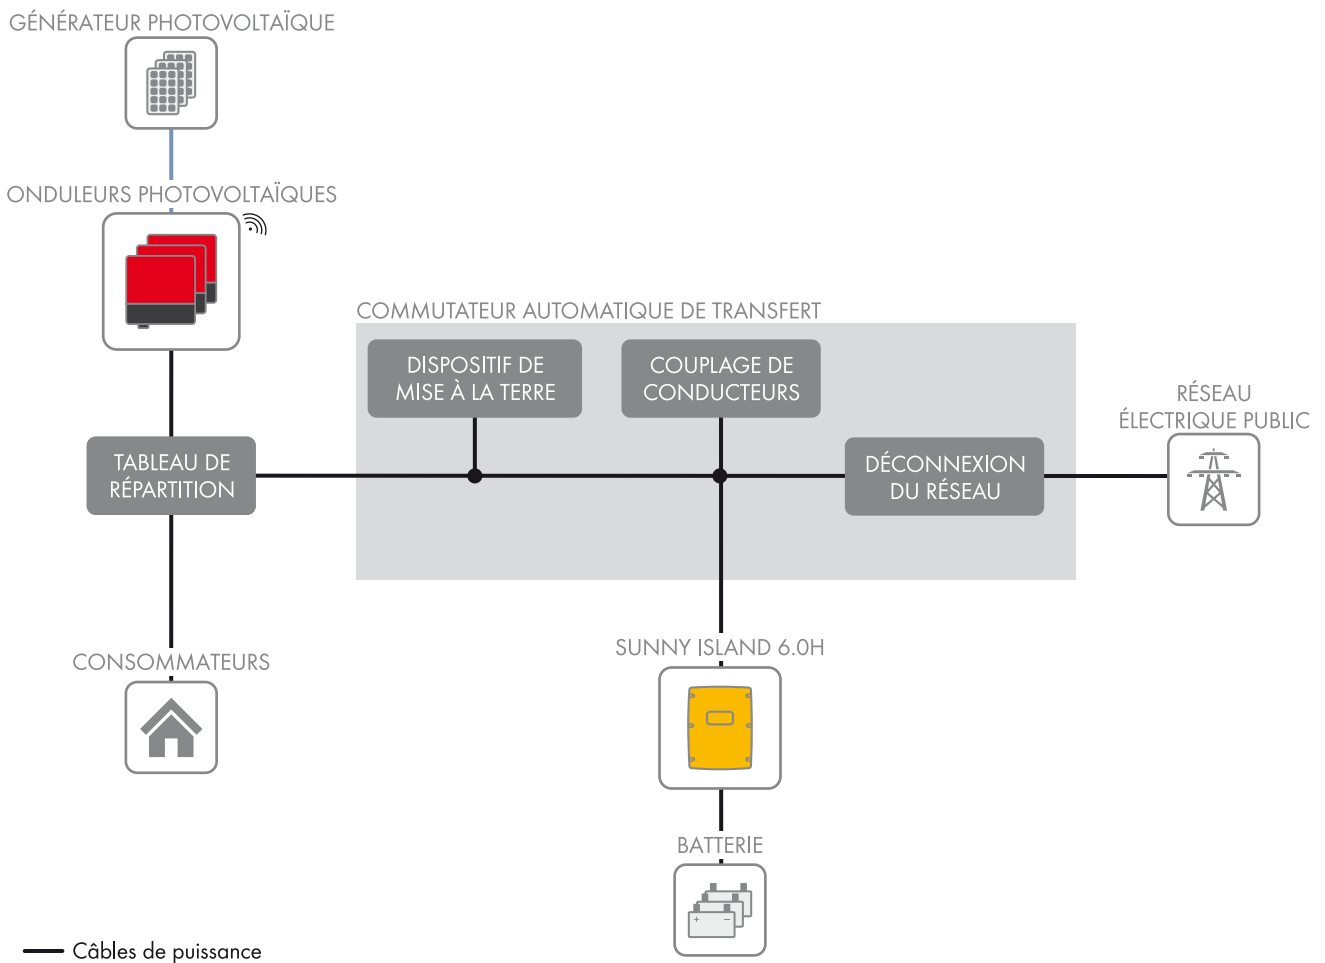 GÉNÉRATEUR PHOTOVOLTAÏQUE
ONDULEURS PHOTOVOLTAÏQUES
COMMUTATEUR AUTOMATIQUE DE TRANSFERT
DISPOSITIF DE
MISE À LA TERRE
COUPLAGE DE
CONDUCTEURS
RÉSEAU
ÉLECTRIQUE PUBLIC
TABLEAU DE
RÉPARTITION
DÉCONNEXION
DU RÉSEAU
CONSOMMATEURS
SUNNY ISLAND 6.0H
BATTERIE
+ −
Câbles de puissance